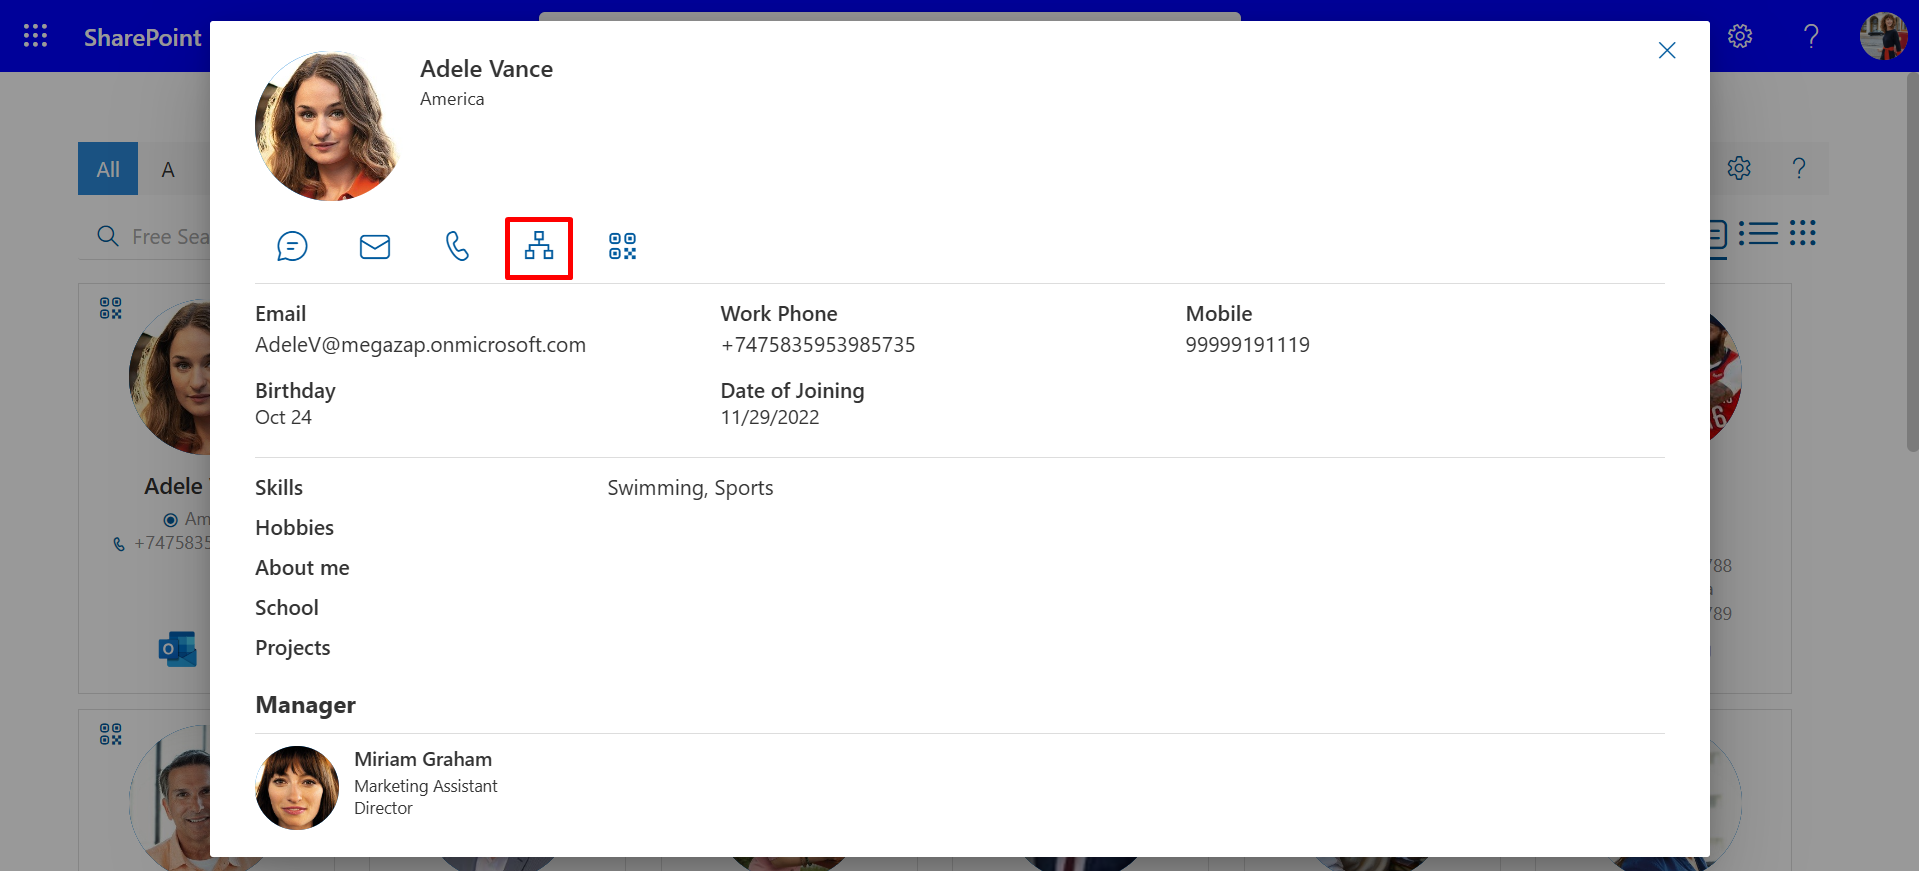 SharePoint
Adele Vance
America
All A
Free Sea
Email
AdeleV@megazap.onmicrosoft.com
Work Phone
+7475835953985735
Mobile
99999191119
Birthday
Oct 24
Date of Joining
11/29/2022
Skills
Swimming, Sports
Hobbies
About me
School
Projects
Manager
Miriam Graham
Marketing Assistant
Director
Adele
Am
+7475835
788
789